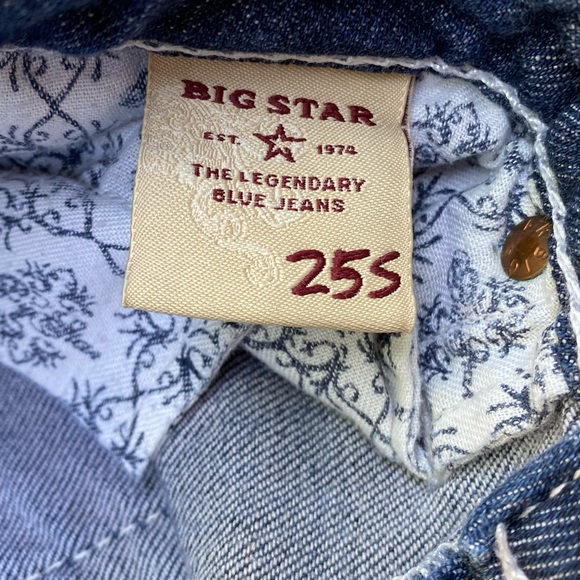 BIG STAR
EST. 1974
THE LEGENDARY
BLUE JEANS
25S